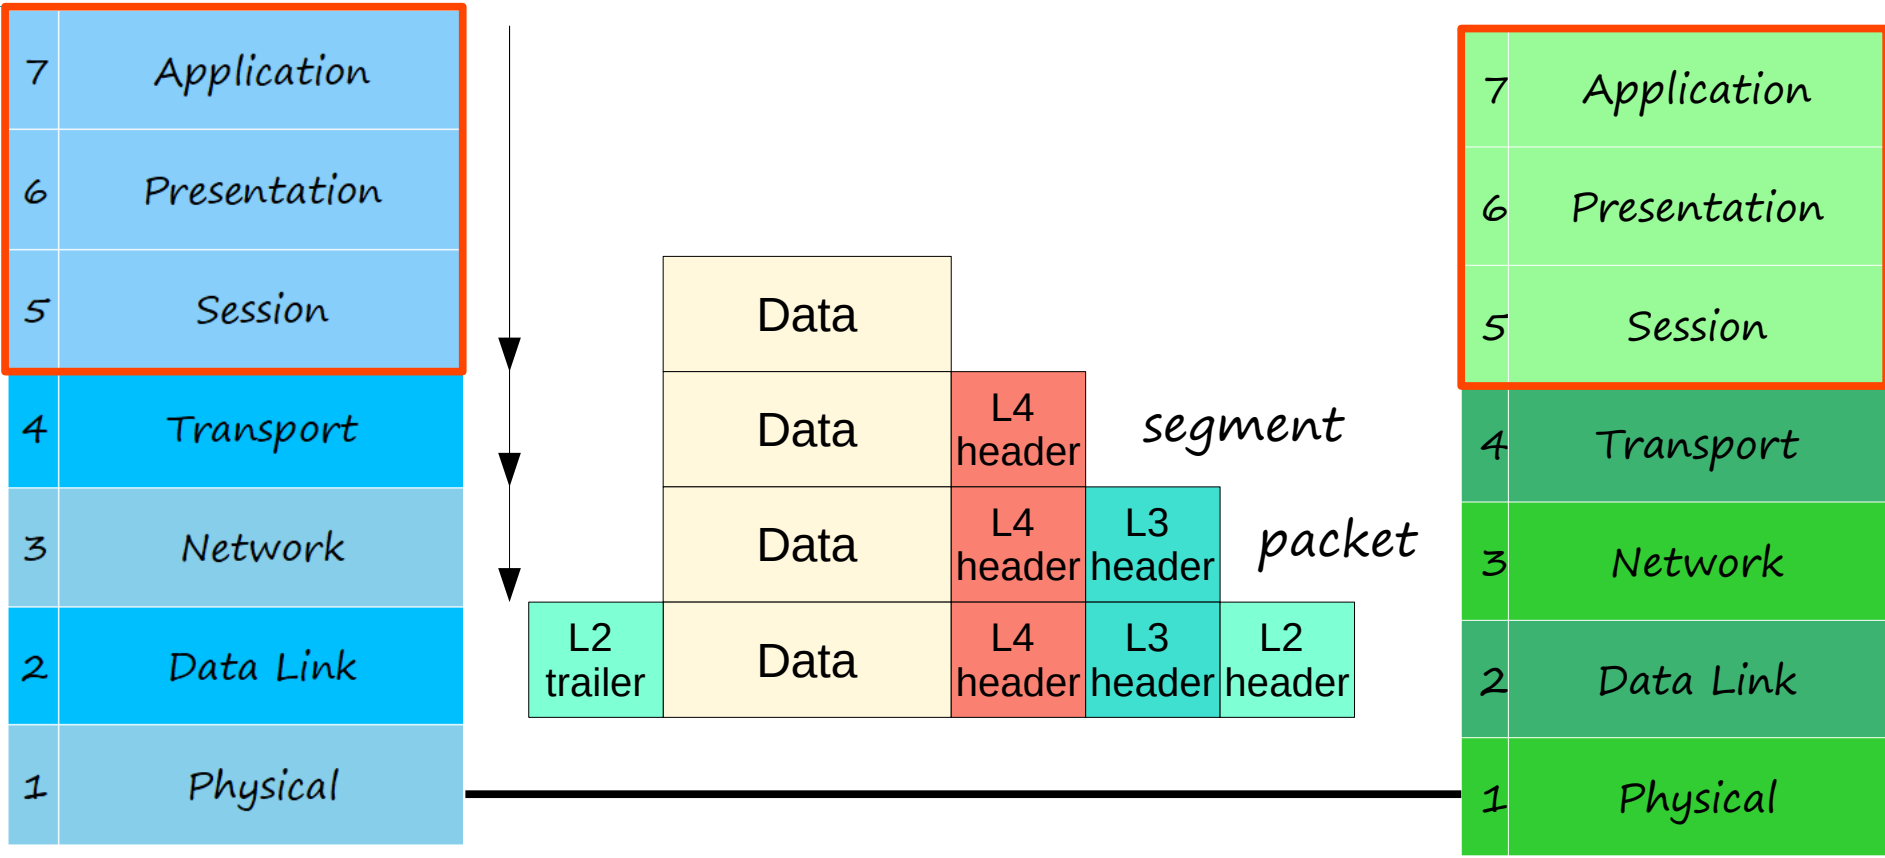 7 Application
6 Presentation
5 Session
4 Transport
3 Network
2 Data Link
1 Physical
Data
Data
L4
header
segment
Data
L4
header
L3
header
packet
L2
trailer
Data
L4
header
L3
header
L2
header
7 Application
6 Presentation
5 Session
4 Transport
3 Network
2 Data Link
1 Physical